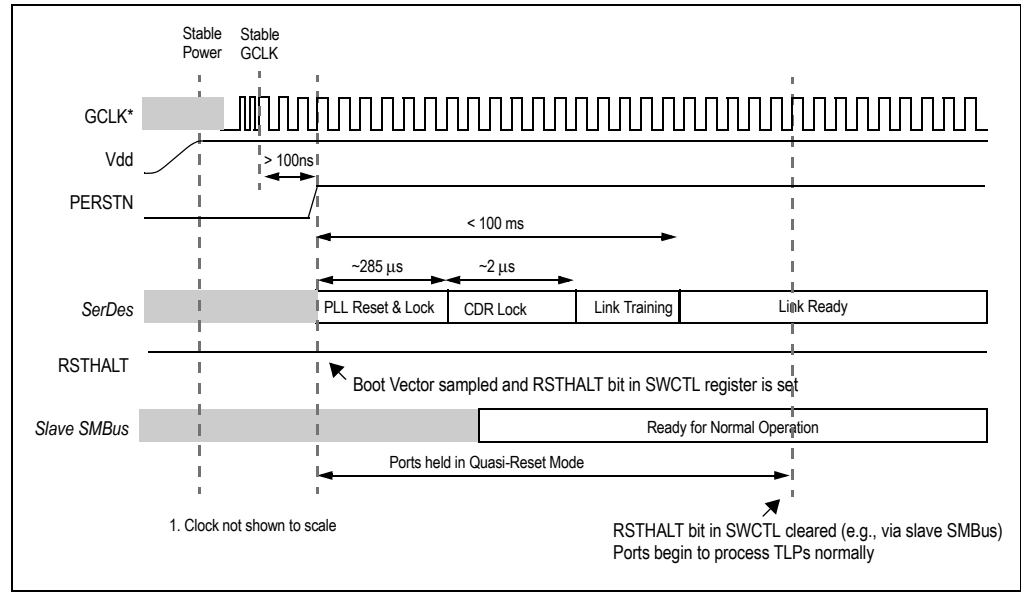 Stable
Power
Stable
GCLK
GCLK*
Vdd
> 100ns
PERSTN
< 100 ms
~285 μs
~2 μs
SerDes
PLL Reset & Lock
CDR Lock
Link Training
Link Ready
RSTHALT
Boot Vector sampled and RSTHALT bit in SWCTL register is set
Slave SMBus
Ready for Normal Operation
Ports held in Quasi-Reset Mode
1. Clock not shown to scale
RSTHALT bit in SWCTL cleared (e.g., via slave SMBus)
Ports begin to process TLPs normally